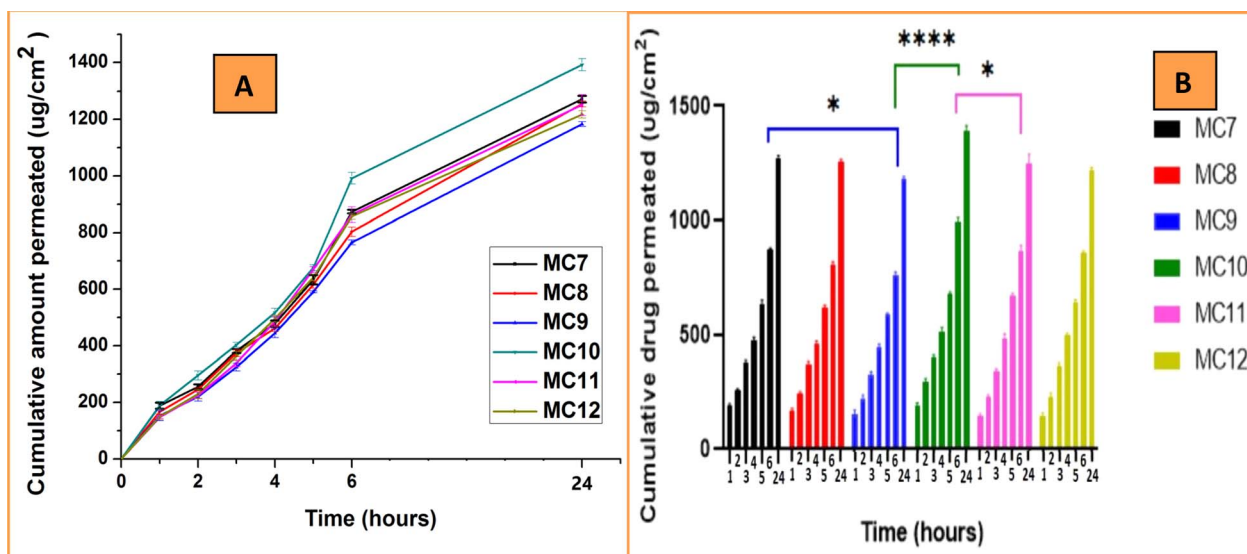 A
Cumulative amount permeated (ug/cm²)
1400
1200
1000
800
600
400
200
0
0 2 4 6 24
Time (hours)
MC7
MC8
MC9
MC10
MC11
MC12
B
Cumulative drug permeated (ug/cm²)
**** 
*
*
1500
1000
500
0
2 4 6 2 4 6 2 4 6 2 4 6 2 4 6 2 4 6
1 3 5 24 1 3 5 24 1 3 5 24 1 3 5 24 1 3 5 24 1 3 5 24
Time (hours)
MC7
MC8
MC9
MC10
MC11
MC12